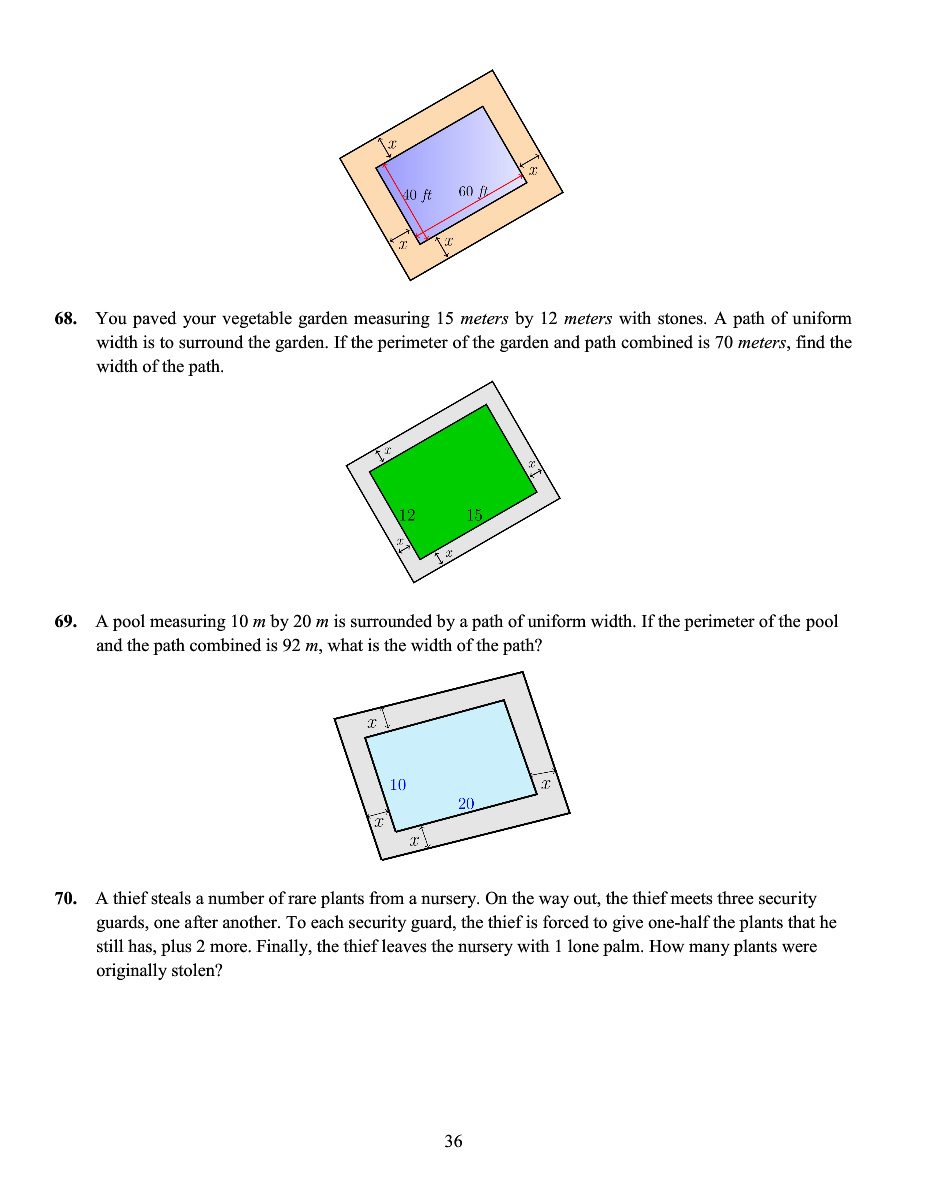 x
x
40 ft
60 ft
x
x
68. You paved your vegetable garden measuring 15 meters by 12 meters with stones. A path of uniform
width is to surround the garden. If the perimeter of the garden and path combined is 70 meters, find the
width of the path.
x
x
12
15
x
x
69. A pool measuring 10 m by 20 m is surrounded by a path of uniform width. If the perimeter of the pool
and the path combined is 92 m, what is the width of the path?
x
10
x
20
x
x
70. A thief steals a number of rare plants from a nursery. On the way out, the thief meets three security
guards, one after another. To each security guard, the thief is forced to give one-half the plants that he
still has, plus 2 more. Finally, the thief leaves the nursery with 1 lone palm. How many plants were
originally stolen?
36